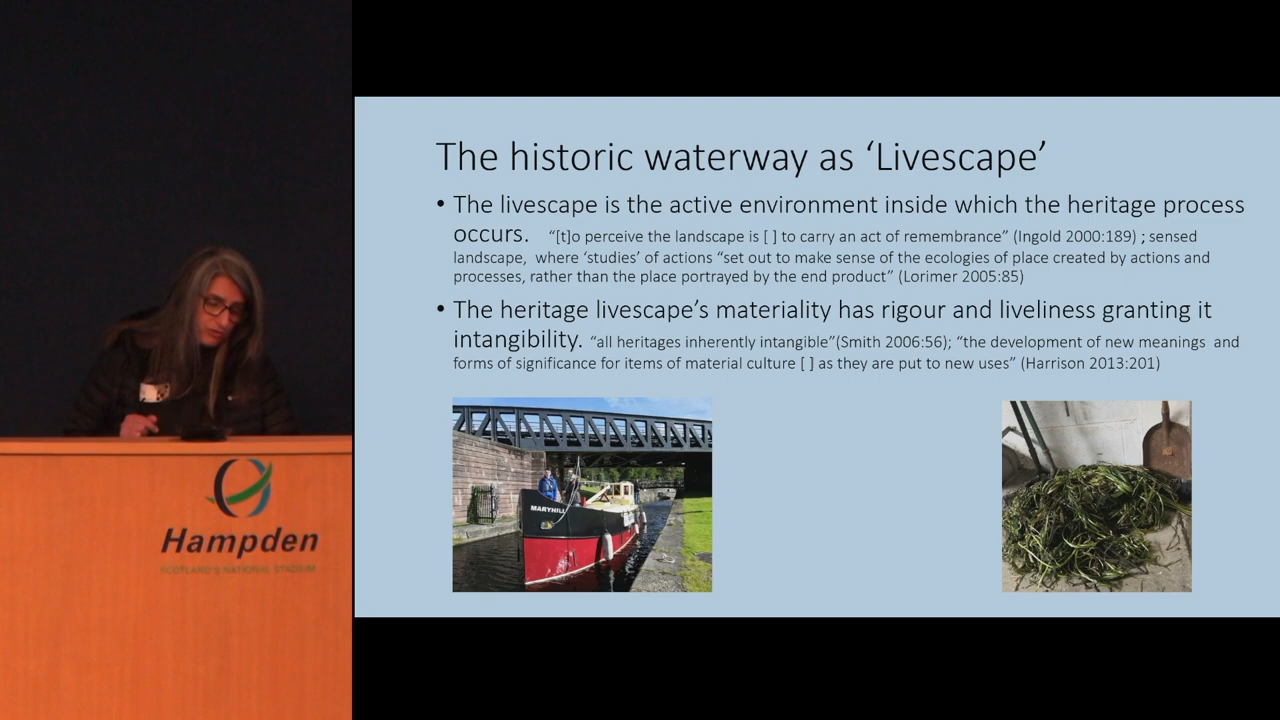 The historic waterway as ‘Livescape’
• The livescape is the active environment inside which the heritage process
occurs. “[t]o perceive the landscape is [ ] to carry an act of remembrance” (Ingold 2000:189) ; sensed
landscape, where ‘studies’ of actions “set out to make sense of the ecologies of place created by actions and
processes, rather than the place portrayed by the end product” (Lorimer 2005:85)
• The heritage livescape’s materiality has rigour and liveliness granting it
intangibility. “all heritages inherently intangible”(Smith 2006:56); “the development of new meanings and
forms of significance for items of material culture [ ] as they are put to new uses” (Harrison 2013:201)
MARYHILL
Hampden
SCOTLAND'S NATIONAL STADIUM